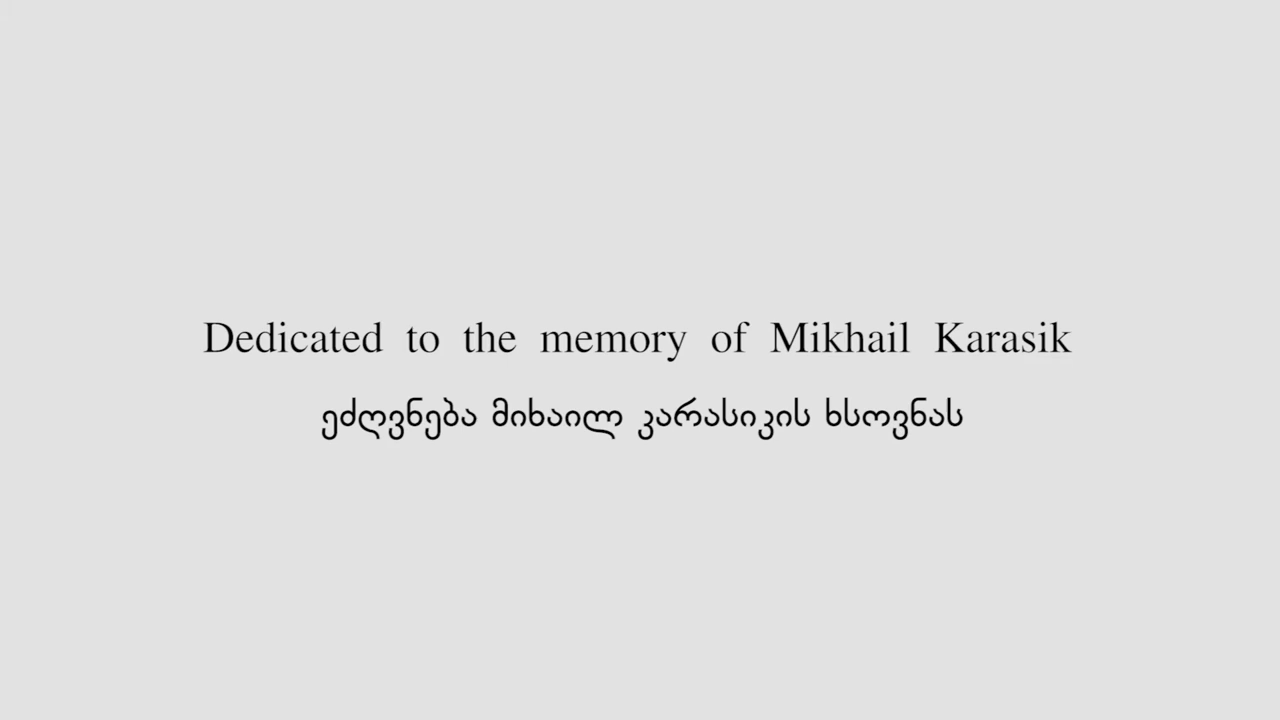 Dedicated to the memory of Mikhail Karasik
ეძღვნება მიხაილ კარასიკის ხსოვნას